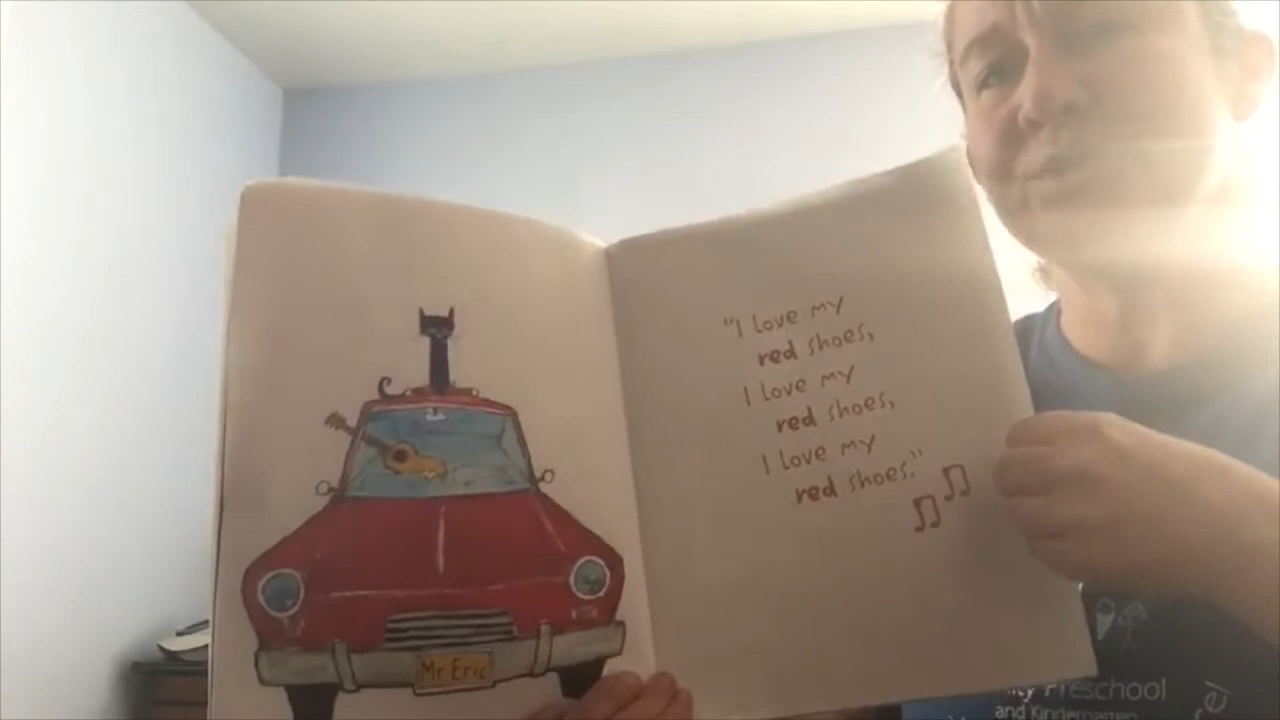 Mr Eric
"I love my
red shoes,
I love my
red shoes,
I love my
red shoes."
Preschool
and Kindergarten